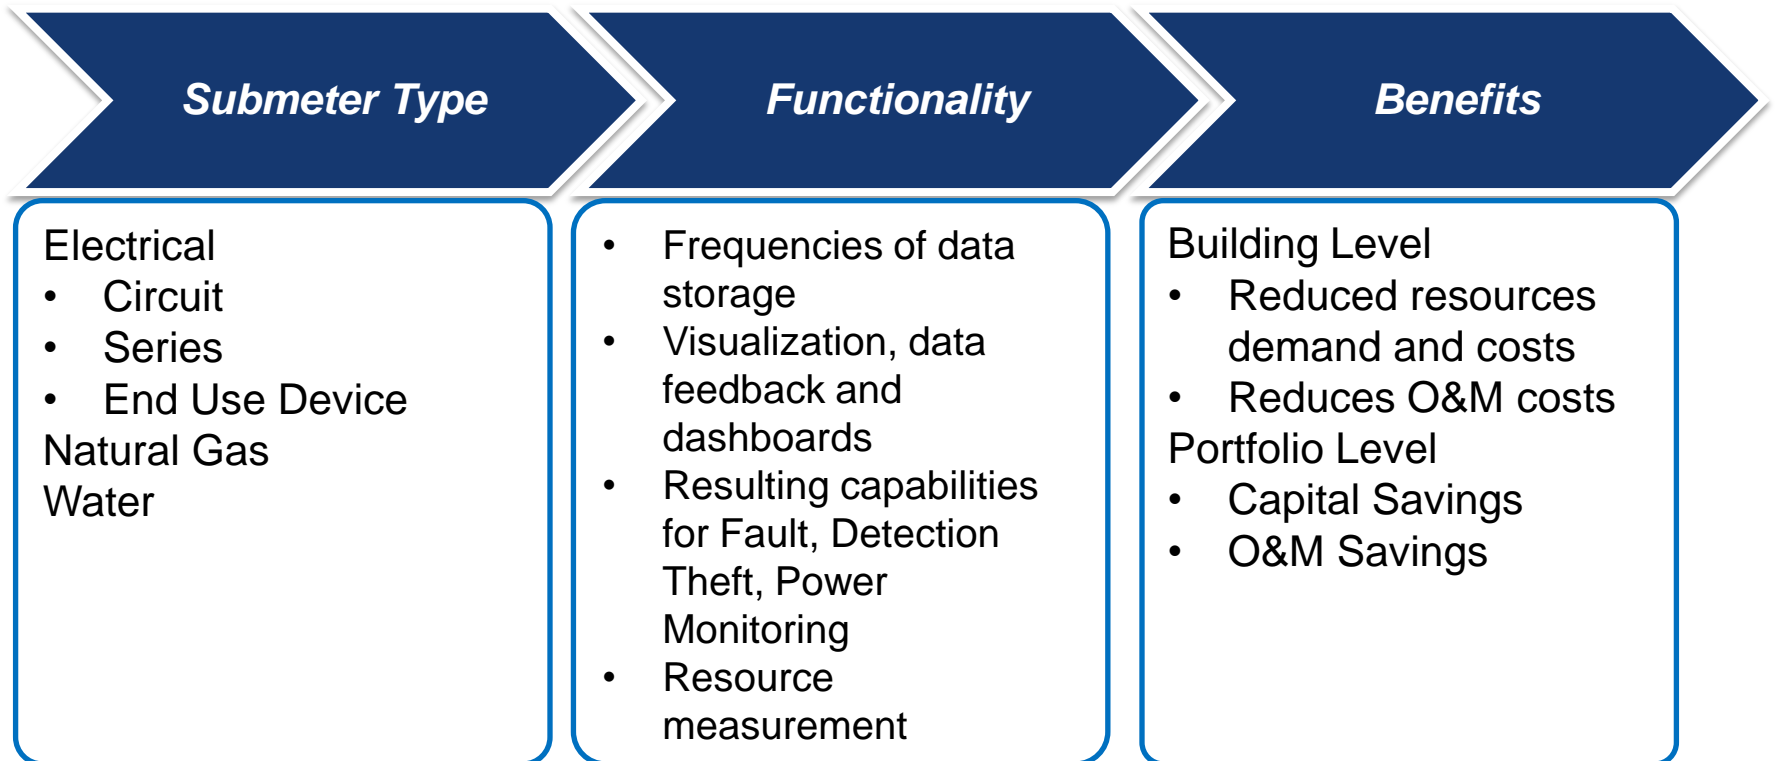 Submeter Type
Functionality
Benefits
Electrical
• Circuit
• Series
• End Use Device
Natural Gas
Water
• Frequencies of data
storage
• Visualization, data
feedback and
dashboards
• Resulting capabilities
for Fault, Detection
Theft, Power
Monitoring
• Resource
measurement
Building Level
• Reduced resources
demand and costs
• Reduces O&M costs
Portfolio Level
• Capital Savings
• O&M Savings